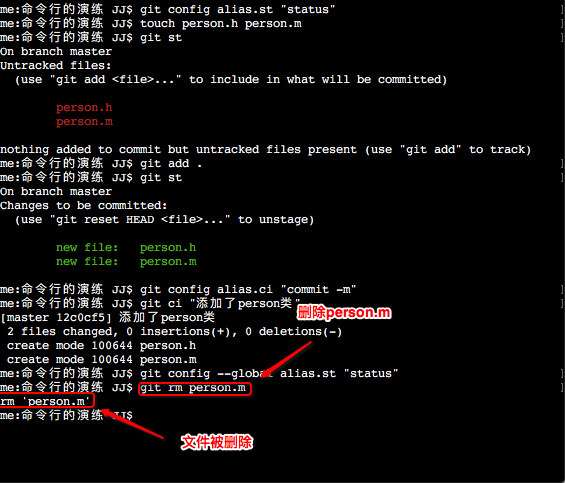 me:命令行的演练 JJ$ git config alias.st "status"
me:命令行的演练 JJ$ touch person.h person.m
me:命令行的演练 JJ$ git st
On branch master
Untracked files:
  (use "git add <file>..." to include in what will be committed)
        person.h
        person.m
nothing added to commit but untracked files present (use "git add" to track)
me:命令行的演练 JJ$ git add .
me:命令行的演练 JJ$ git st
On branch master
Changes to be committed:
  (use "git reset HEAD <file>..." to unstage)
        new file:   person.h
        new file:   person.m
me:命令行的演练 JJ$ git config alias.ci "commit -m"
me:命令行的演练 JJ$ git ci "添加了person类"
删除person.m
[master 12c0cf5] 添加了person类
 2 files changed, 0 insertions(+), 0 deletions(-)
 create mode 100644 person.h
 create mode 100644 person.m
me:命令行的演练 JJ$ git config --global alias.st "status"
me:命令行的演练 JJ$ git rm person.m
rm 'person.m'
me:命令行的演练 JJ$
文件被删除